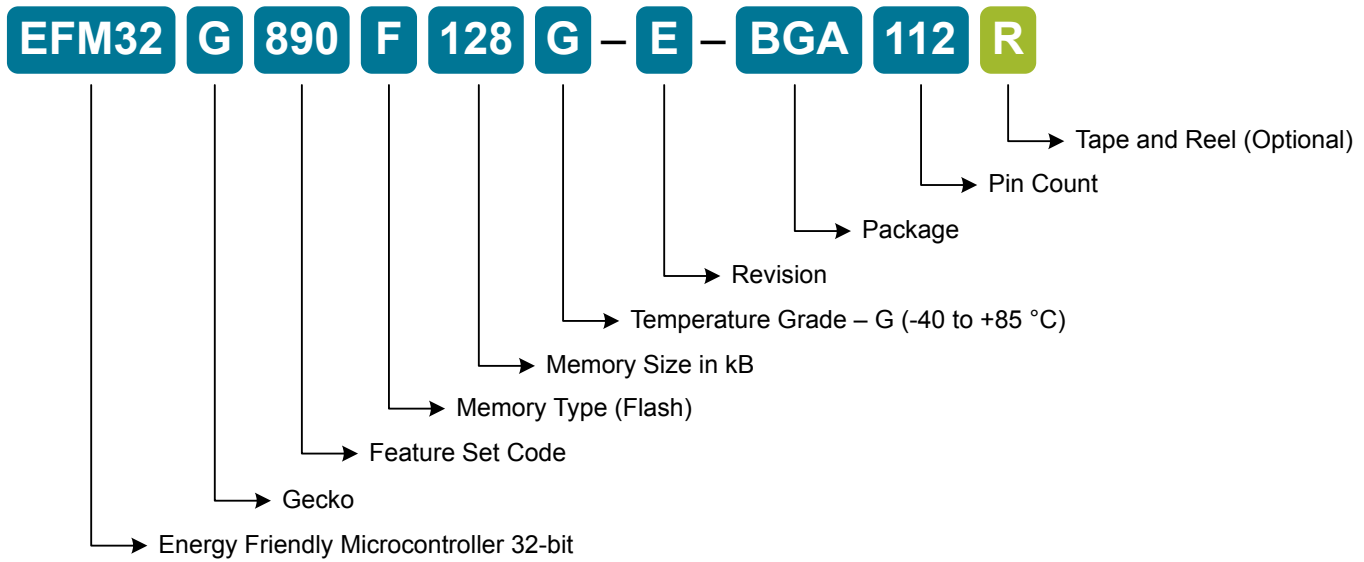 EFM32 G 890 F 128 G – E – BGA 112 R
Tape and Reel (Optional)
Pin Count
Package
Revision
Temperature Grade – G (-40 to +85 °C)
Memory Size in kB
Memory Type (Flash)
Feature Set Code
Gecko
Energy Friendly Microcontroller 32-bit